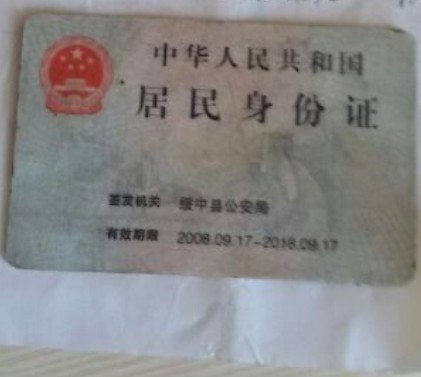 中华人民共和国
居民身份证
签发机关 绥中县公安局
有效期限 2008.09.17-2018.09.17